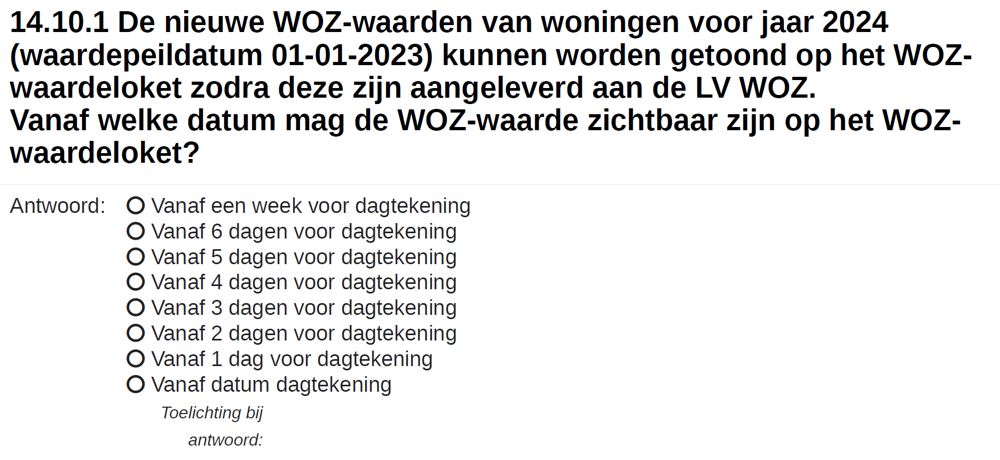 14.10.1 De nieuwe WOZ-waarden van woningen voor jaar 2024
(waardepeildatum 01-01-2023) kunnen worden getoond op het WOZ-
waardeloket zodra deze zijn aangeleverd aan de LV WOZ.
Vanaf welke datum mag de WOZ-waarde zichtbaar zijn op het WOZ-
waardeloket?
Antwoord: Vanaf een week voor dagtekening
Vanaf 6 dagen voor dagtekening
Vanaf 5 dagen voor dagtekening
Vanaf 4 dagen voor dagtekening
Vanaf 3 dagen voor dagtekening
Vanaf 2 dagen voor dagtekening
Vanaf 1 dag voor dagtekening
Vanaf datum dagtekening
Toelichting bij
antwoord: